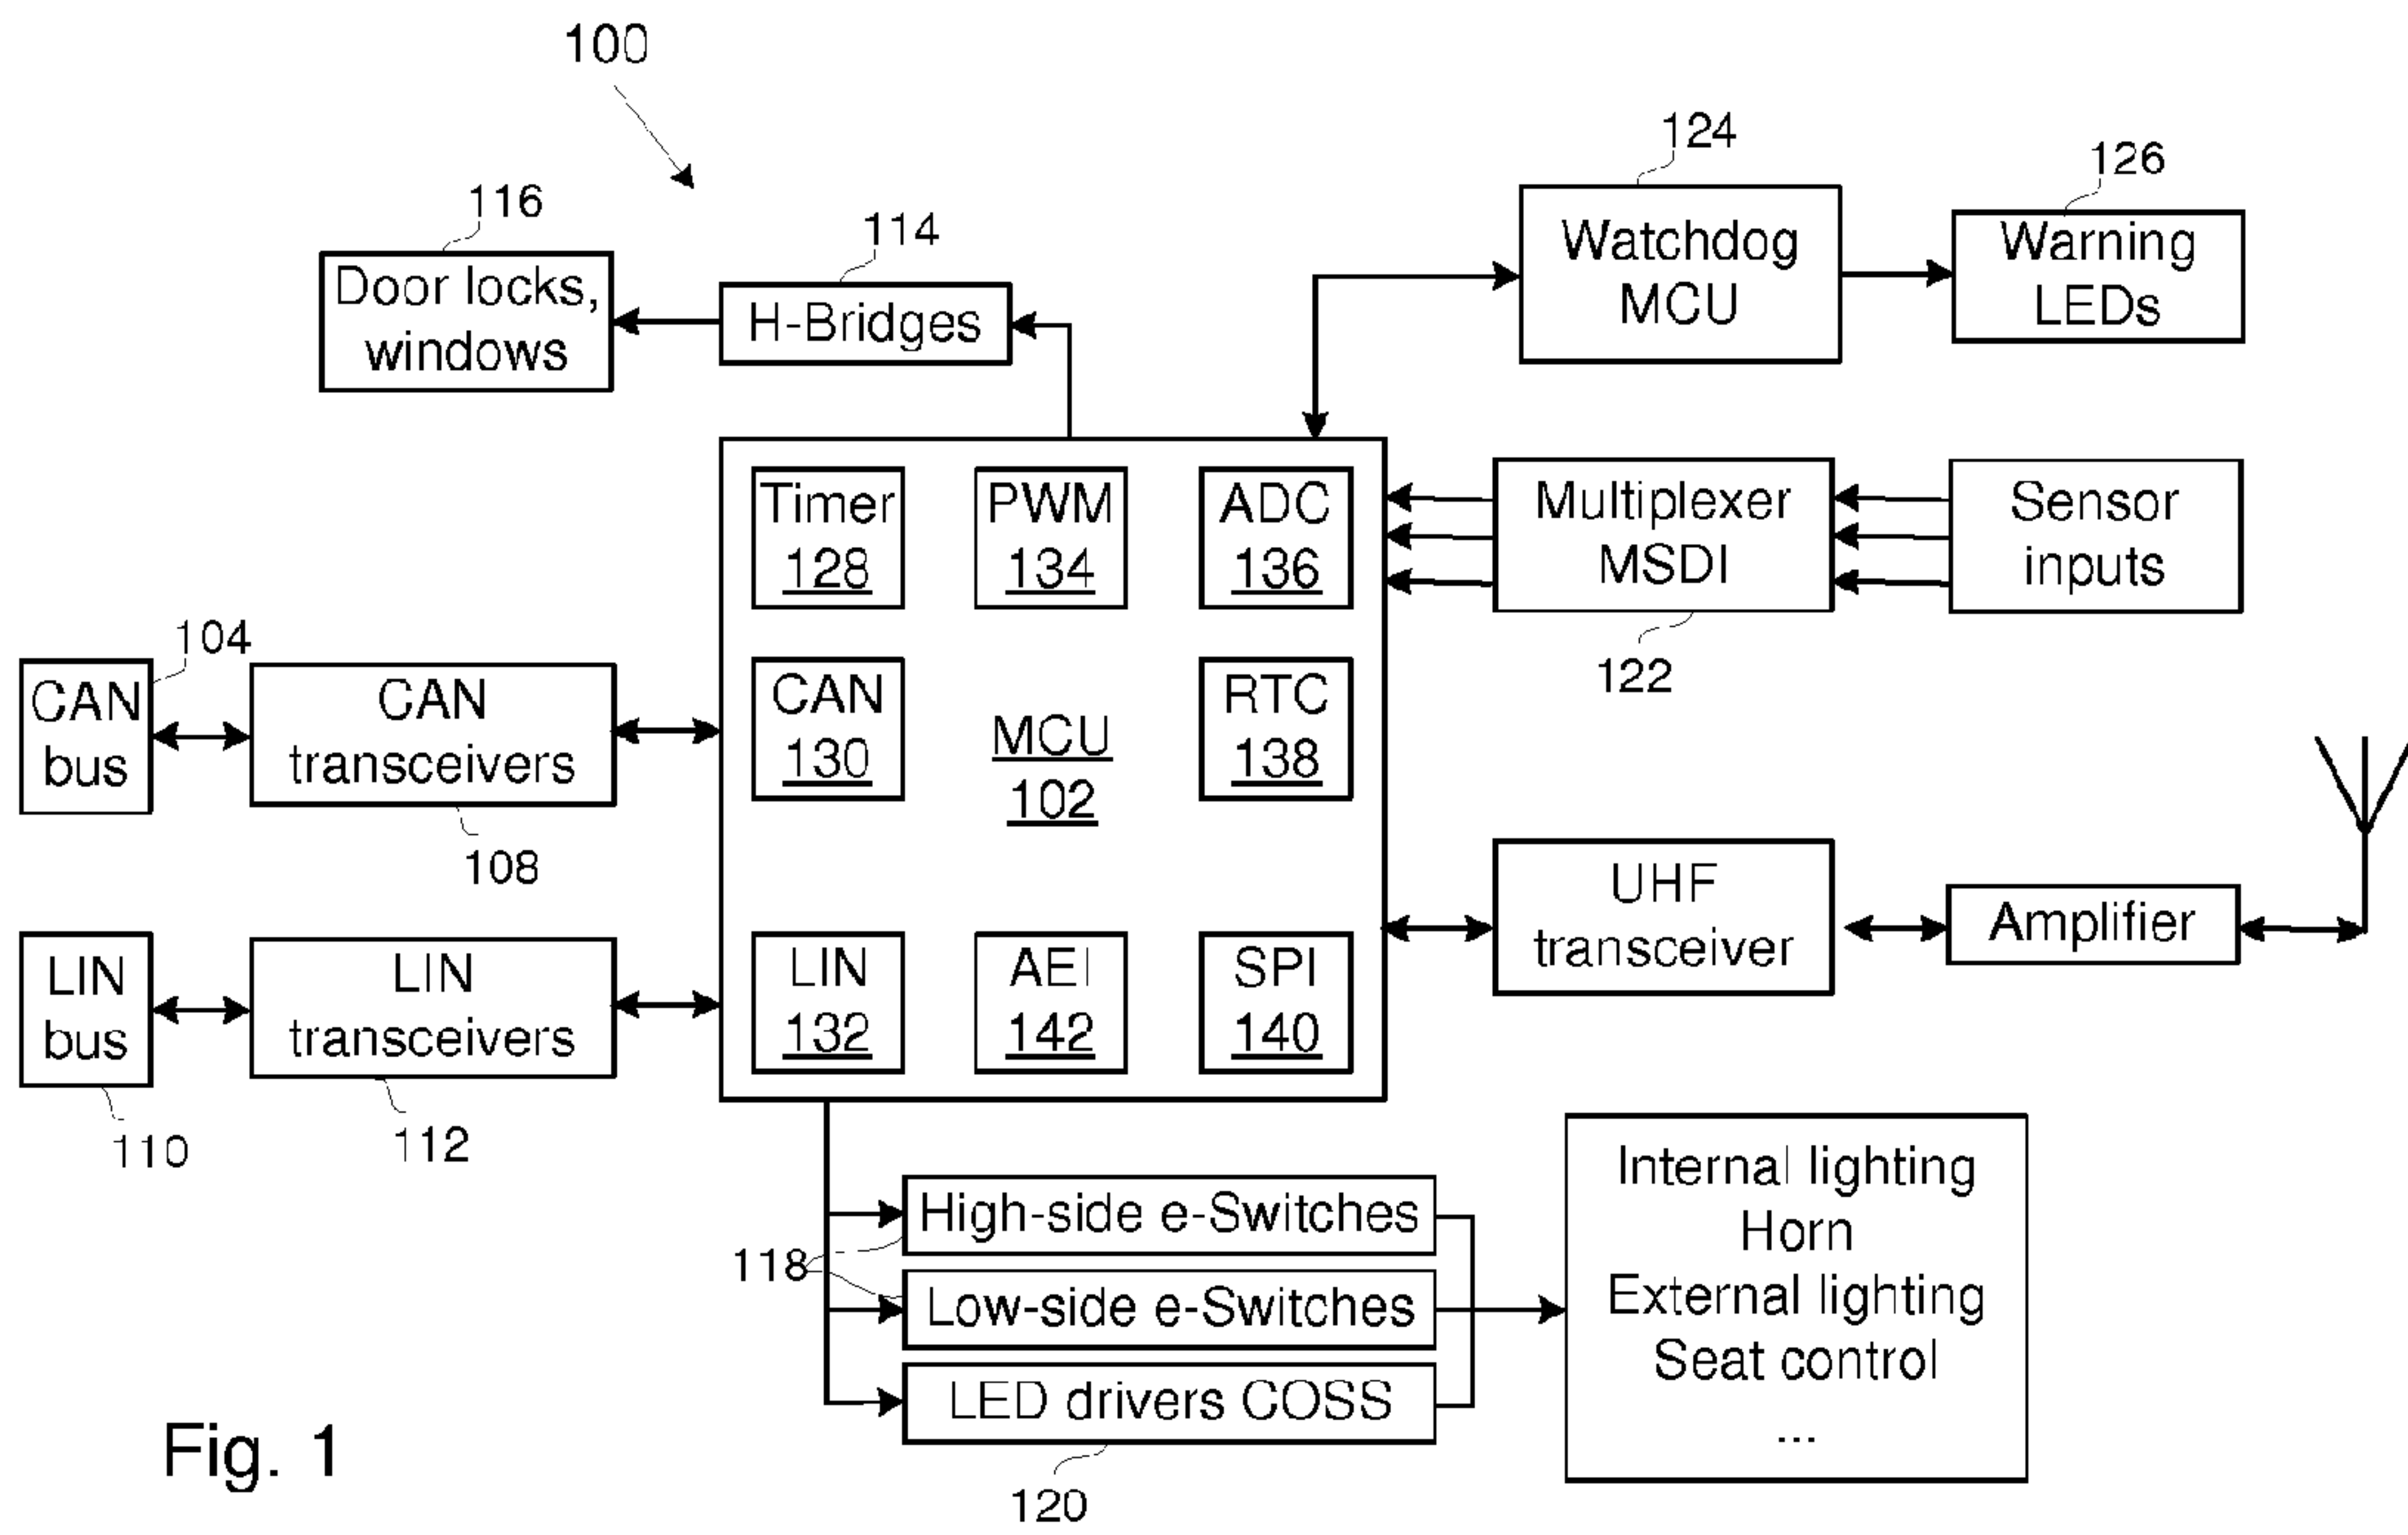 100
124
126
116
114
Watchdog
MCU
Warning
LEDs
Door locks,
windows
H-Bridges
Timer
128
PWM
134
ADC
136
Multiplexer
MSDI
Sensor
inputs
122
104
CAN
bus
CAN
transceivers
108
CAN
130
MCU
102
RTC
138
UHF
transceiver
Amplifier
LIN
bus
LIN
transceivers
110
112
LIN
132
AEI
142
SPI
140
High-side e-Switches
118
Low-side e-Switches
LED drivers COSS
120
Internal lighting
Horn
External lighting
Seat control
...
Fig. 1